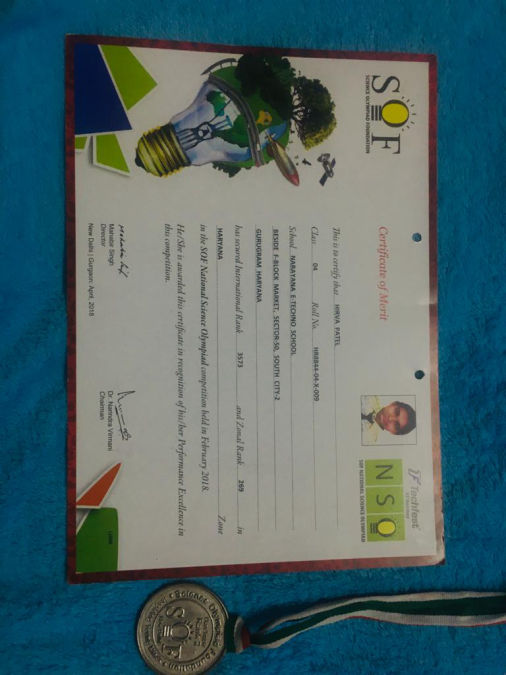 SOF
SCIENCE OLYMPIAD FOUNDATION
Techfest
NSO
SOF NATIONAL SCIENCE OLYMPIAD
Certificate of Merit
This is to certify that HIRVA PATEL
Class 04 Roll No. HR8844-04-X-009
School NARAYANA E-TECHNO SCHOOL
BESIDE F-BLOCK MARKET, SECTOR-50, SOUTH CITY-2
GURUGRAM HARYANA
has secured International Rank 3573 and Zonal Rank 269 in
HARYANA Zone
in the SOF National Science Olympiad competition held in February 2018.
He/She is awarded this certificate in recognition of his/her Performance Excellence in
this competition.
Mahabir Singh
Director
New Delhi | Gurgaon: April, 2018
Dr. Narindra Virmani
Chairman
Science Olympiad Foundation
SOF